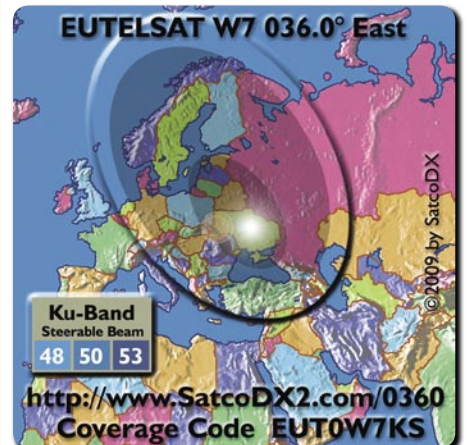 EUTELSAT W7 036.0° East
© 2009 by SatcoDX
Ku-Band
Steerable Beam
48 50 53
http://www.SatcoDX2.com/0360
Coverage Code EUT0W7KS